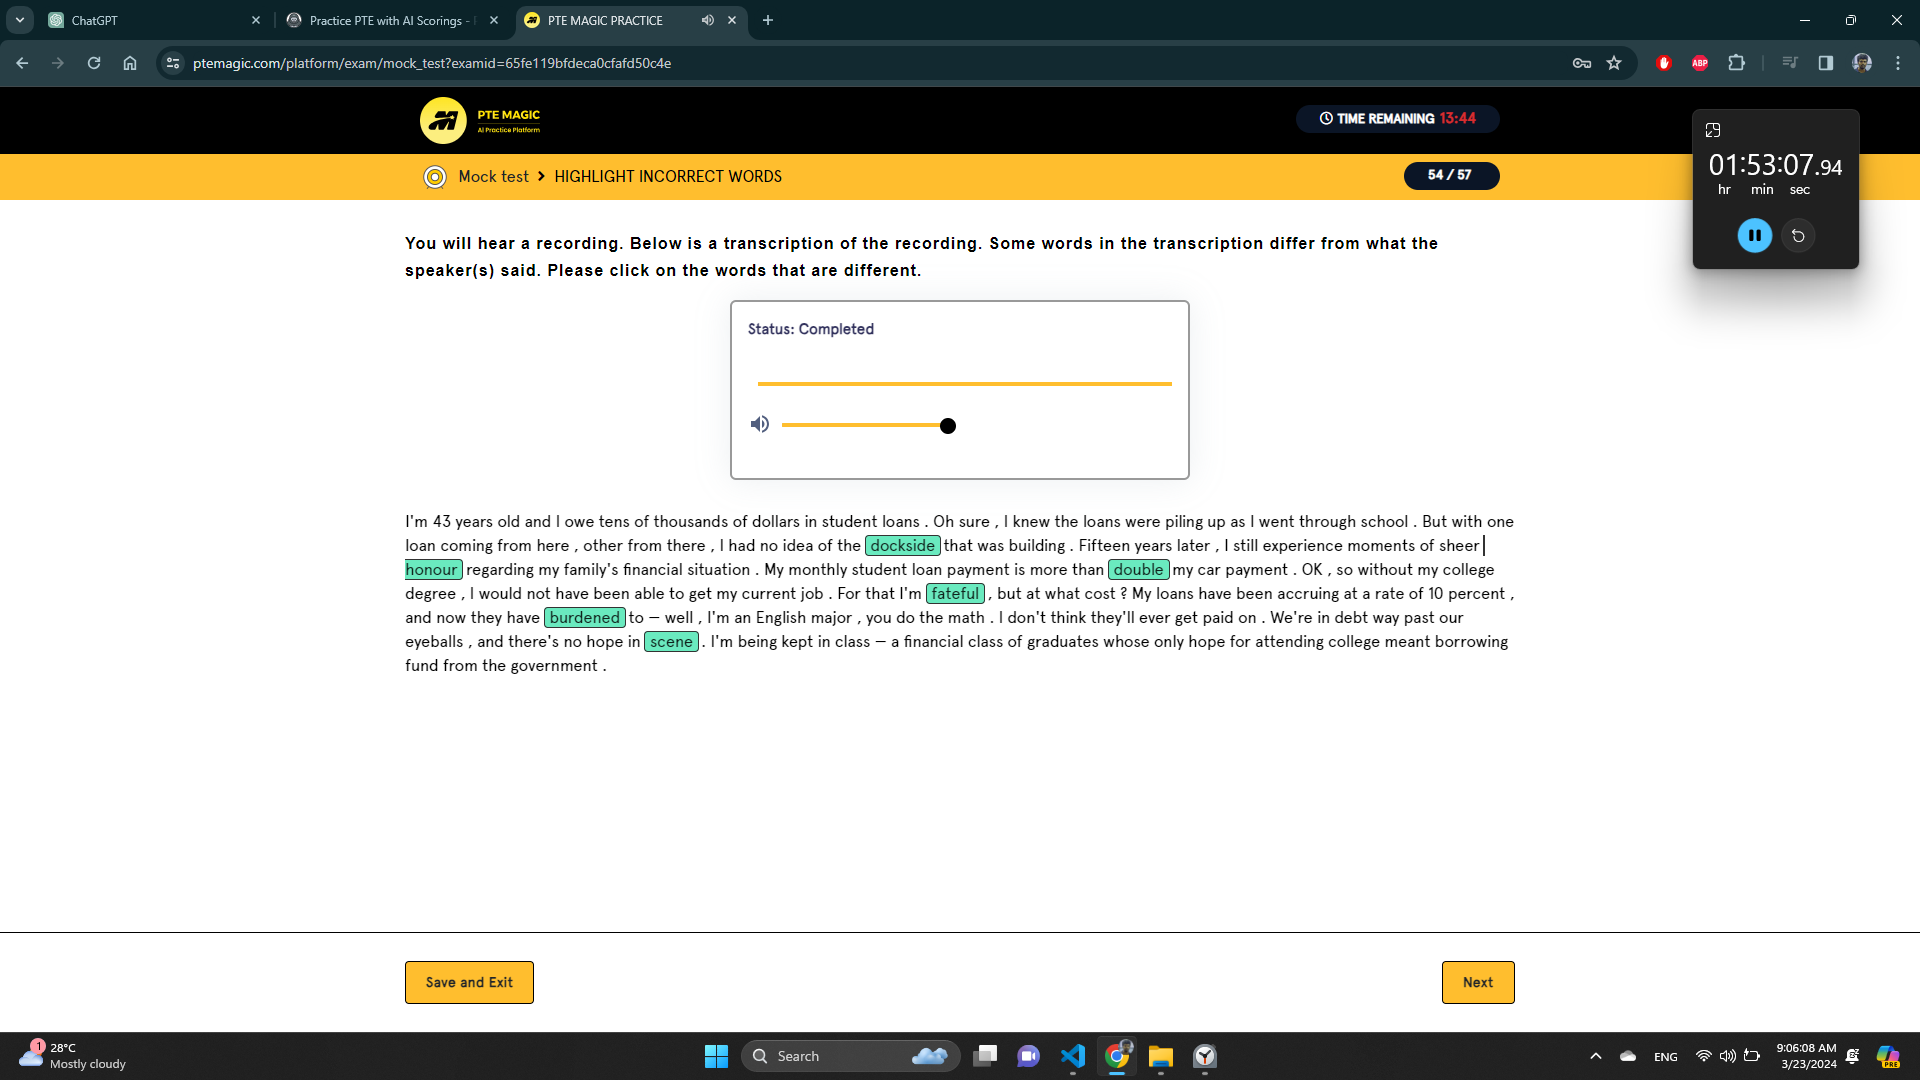 ChatGPT
Practice PTE with AI Scorings -
PTE MAGIC PRACTICE
ptemagic.com/platform/exam/mock_test?examid=65fe119bfdeca0cfafd50c4e
ABP
PTE MAGIC
AI Practice Platform
TIME REMAINING 13:44
01:53:07.94
hr min sec
Mock test > HIGHLIGHT INCORRECT WORDS
54 / 57
You will hear a recording. Below is a transcription of the recording. Some words in the transcription differ from what the
speaker(s) said. Please click on the words that are different.
Status: Completed
I'm 43 years old and I owe tens of thousands of dollars in student loans . Oh sure , I knew the loans were piling up as I went through school . But with one
loan coming from here , other from there , I had no idea of the dockside that was building . Fifteen years later , I still experience moments of sheer
honour regarding my family's financial situation . My monthly student loan payment is more than double my car payment . OK , so without my college
degree , I would not have been able to get my current job . For that I'm fateful , but at what cost ? My loans have been accruing at a rate of 10 percent ,
and now they have burdened to – well , I'm an English major , you do the math . I don't think they'll ever get paid on . We're in debt way past our
eyeballs , and there's no hope in scene . I'm being kept in class – a financial class of graduates whose only hope for attending college meant borrowing
fund from the government .
Save and Exit
Next
1
28°C
Mostly cloudy
Search
ENG
9:06:08 AM
3/23/2024
PRE